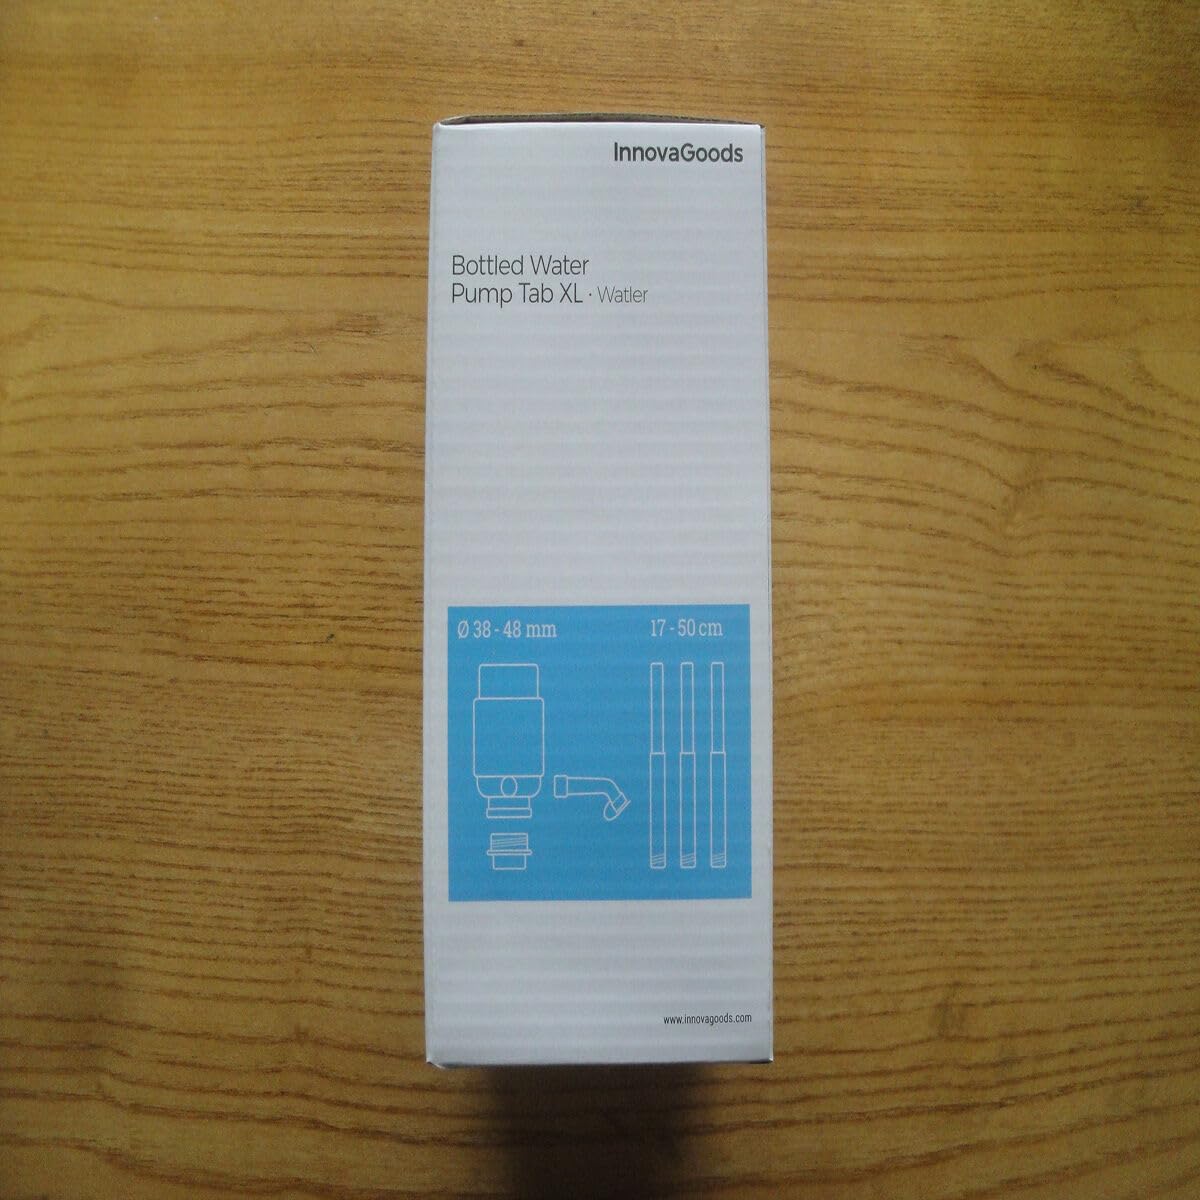 InnovaGoods
Bottled Water
Pump Tab XL · Watler
Ø 38 - 48 mm
17 - 50 cm
www.innovagoods.com